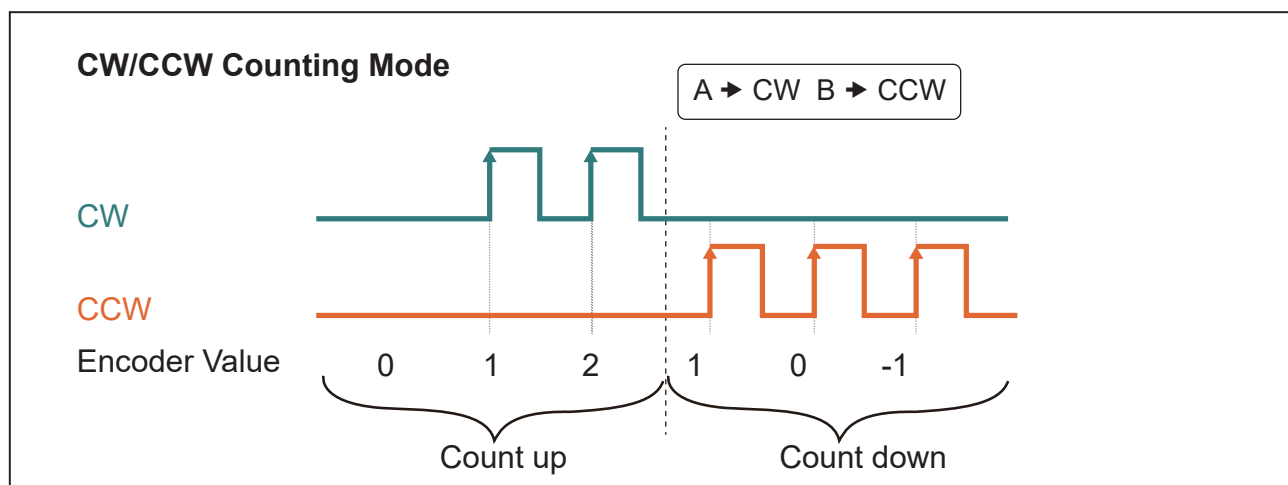 CW/CCW Counting Mode
A ➜ CW B ➜ CCW
CW
CCW
Encoder Value 0 1 2 1 0 -1
Count up Count down